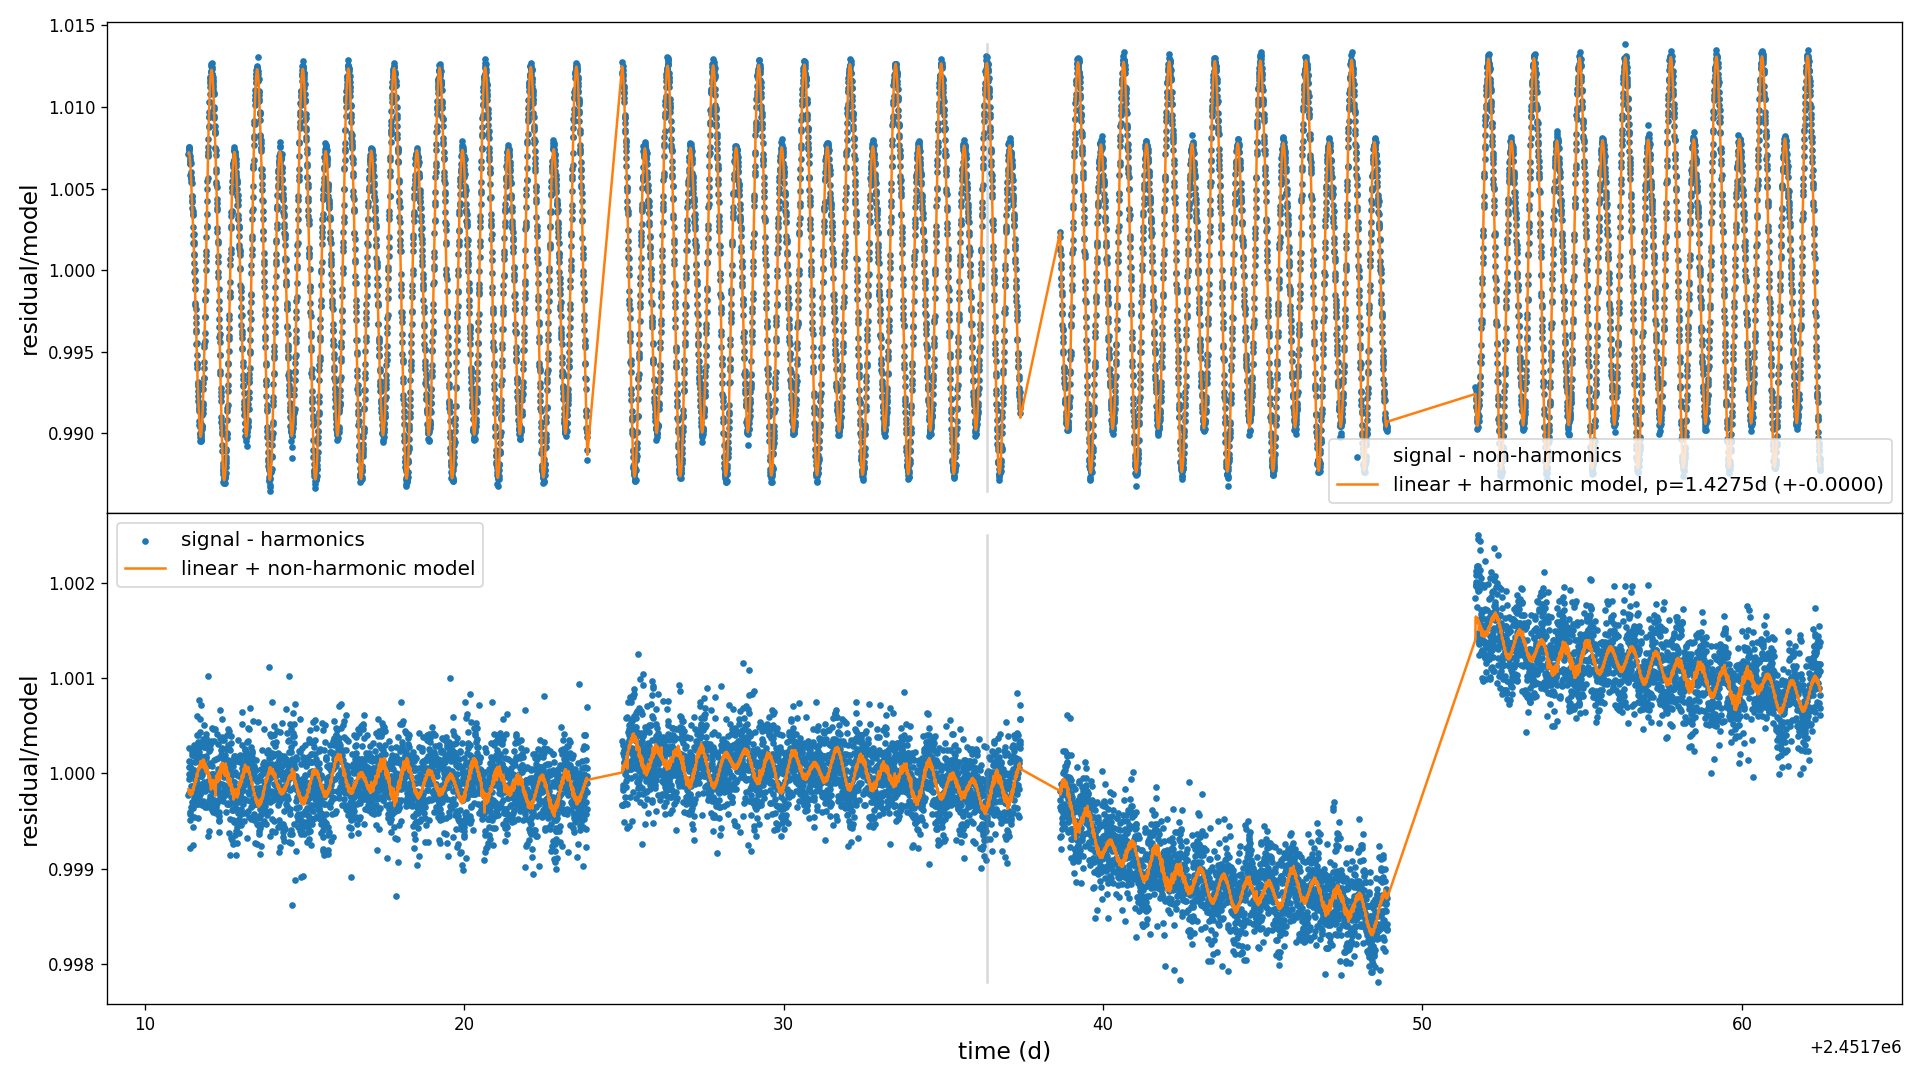 1.015
1.010
1.005
1.000
0.995
0.990
residual/model
signal - non-harmonics
linear + harmonic model, p=1.4275d (+-0.0000)
signal - harmonics
linear + non-harmonic model
1.002
1.001
1.000
0.999
0.998
residual/model
10 20 30 40 50 60
time (d)
+2.4517e6